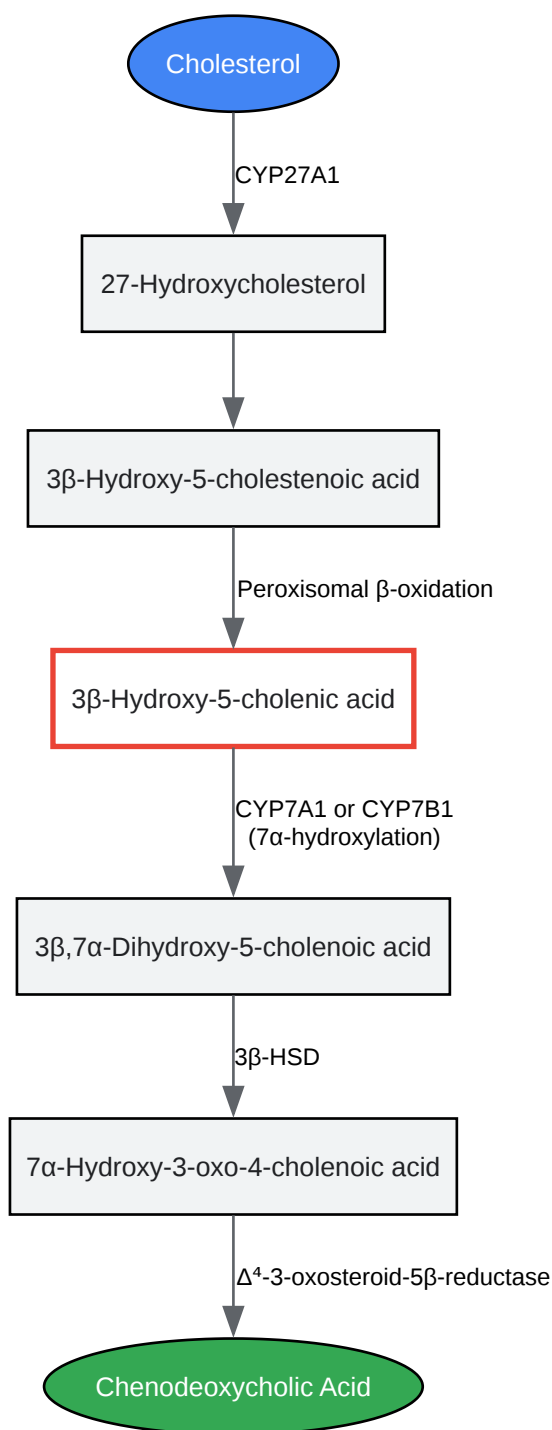 Cholesterol
CYP27A1
27-Hydroxycholesterol
3β-Hydroxy-5-cholestenoic acid
Peroxisomal β-oxidation
3β-Hydroxy-5-cholenic acid
CYP7A1 or CYP7B1
(7α-hydroxylation)
3β,7α-Dihydroxy-5-cholenoic acid
3β-HSD
7α-Hydroxy-3-oxo-4-cholenoic acid
Δ⁴-3-oxosteroid-5β-reductase
Chenodeoxycholic Acid